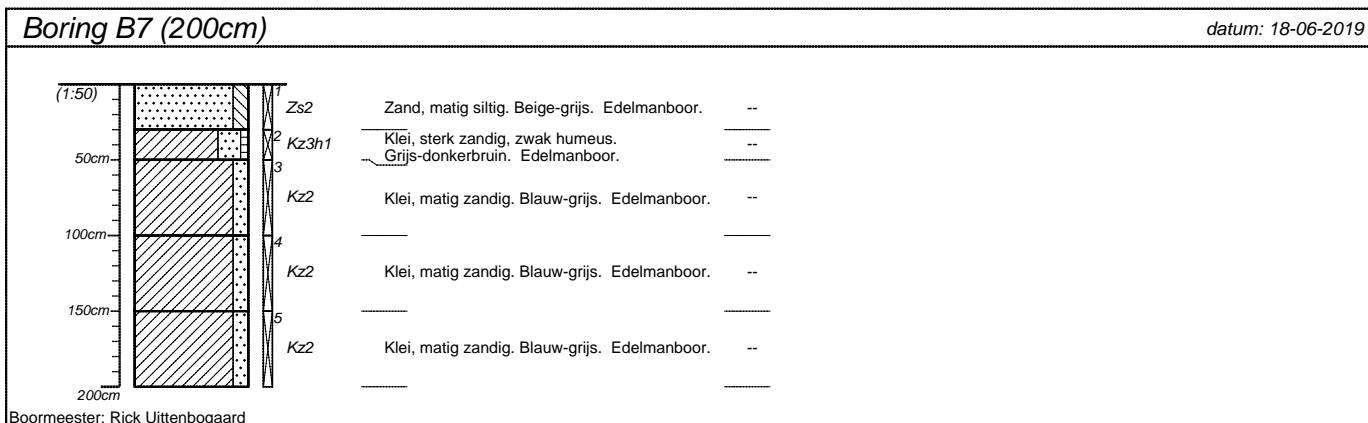 Boring B7 (200cm)
datum: 18-06-2019
(1:50)
1
Zs2 Zand, matig siltig. Beige-grijs. Edelmanboor. --
2
Kz3h1 Klei, sterk zandig, zwak humeus. --
Grijs-donkerbruin. Edelmanboor.
50cm
3
Kz2 Klei, matig zandig. Blauw-grijs. Edelmanboor. --
100cm
4
Kz2 Klei, matig zandig. Blauw-grijs. Edelmanboor. --
150cm
5
Kz2 Klei, matig zandig. Blauw-grijs. Edelmanboor. --
200cm
Boormeester: Rick Uittenbogaard